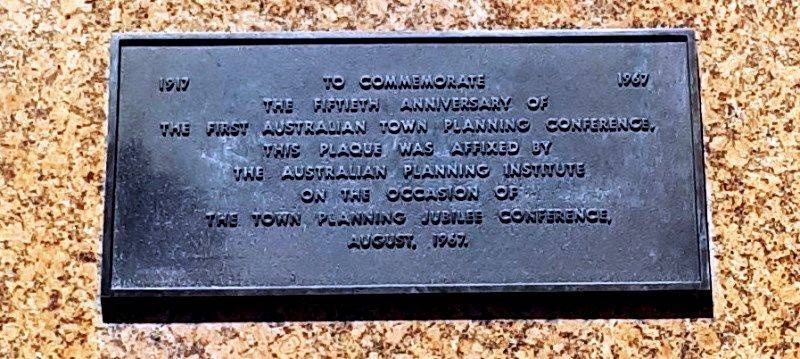 1917 TO COMMEMORATE 1967
THE FIFTIETH ANNIVERSARY OF
THE FIRST AUSTRALIAN TOWN PLANNING CONFERENCE,
THIS PLAQUE WAS AFFIXED BY
THE AUSTRALIAN PLANNING INSTITUTE
ON THE OCCASION OF
THE TOWN PLANNING JUBILEE CONFERENCE,
AUGUST, 1967.